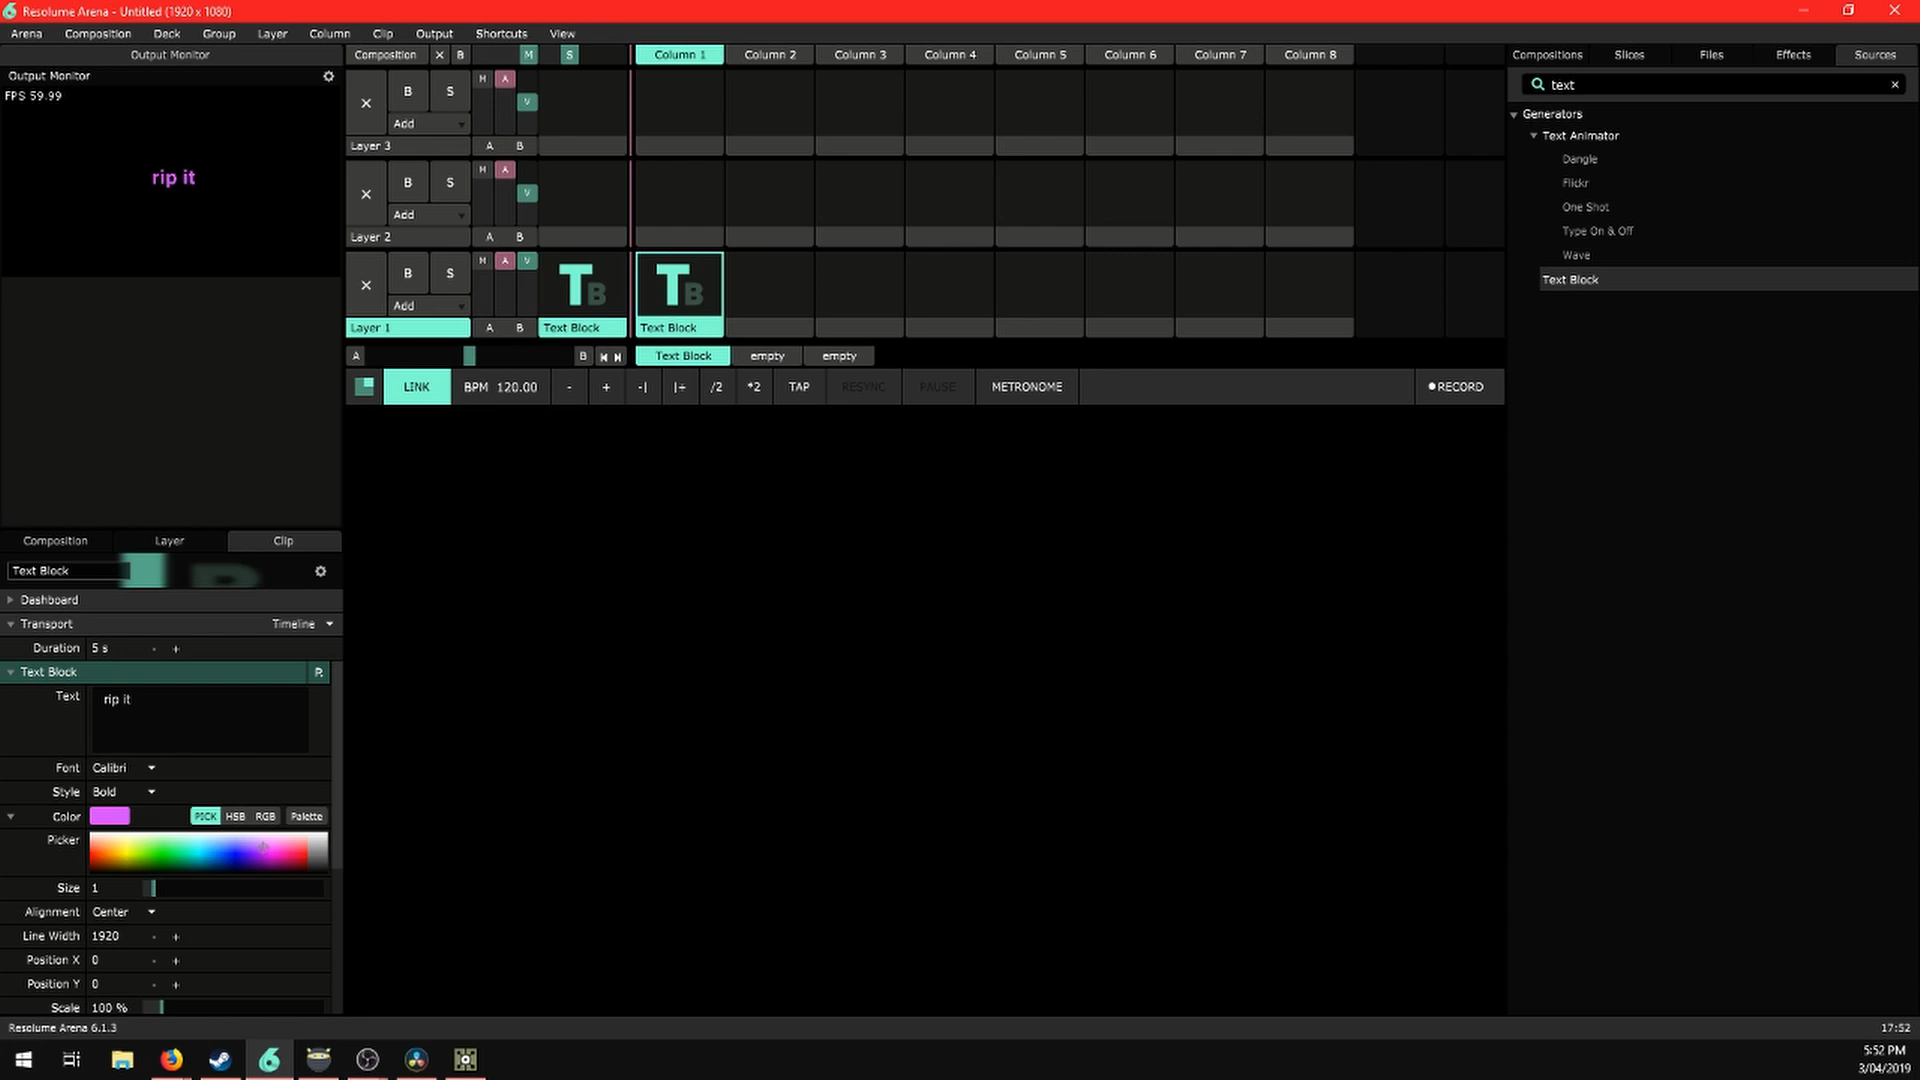 Resolume Arena - Untitled (1920 x 1080)
Arena Composition Deck Group Layer Column Clip Output Shortcuts View
Output Monitor
Output Monitor
FPS 59.99
rip it
Composition × B M S Column 1 Column 2 Column 3 Column 4 Column 5 Column 6 Column 7 Column 8
× B S M A V
Add
Layer 3 A B
× B S M A V
Add
Layer 2 A B
× B S M A V TB TB
Add
Layer 1 A B Text Block Text Block
A B Text Block empty empty
LINK BPM 120.00 - + -| |+ /2 *2 TAP RESYNC PAUSE METRONOME RECORD
Compositions Slices Files Effects Sources
text ×
Generators
Text Animator
Dangle
Flickr
One Shot
Type On & Off
Wave
Text Block
Composition Layer Clip
Text Block
Dashboard
Transport Timeline
Duration 5 s - +
Text Block P.
Text rip it
Font Calibri
Style Bold
Color PICK HSB RGB Palette
Picker
Size 1
Alignment Center
Line Width 1920 - +
Position X 0 - +
Position Y 0 - +
Scale 100 %
Resolume Arena 6.1.3 17:52
5:52 PM
3/04/2019